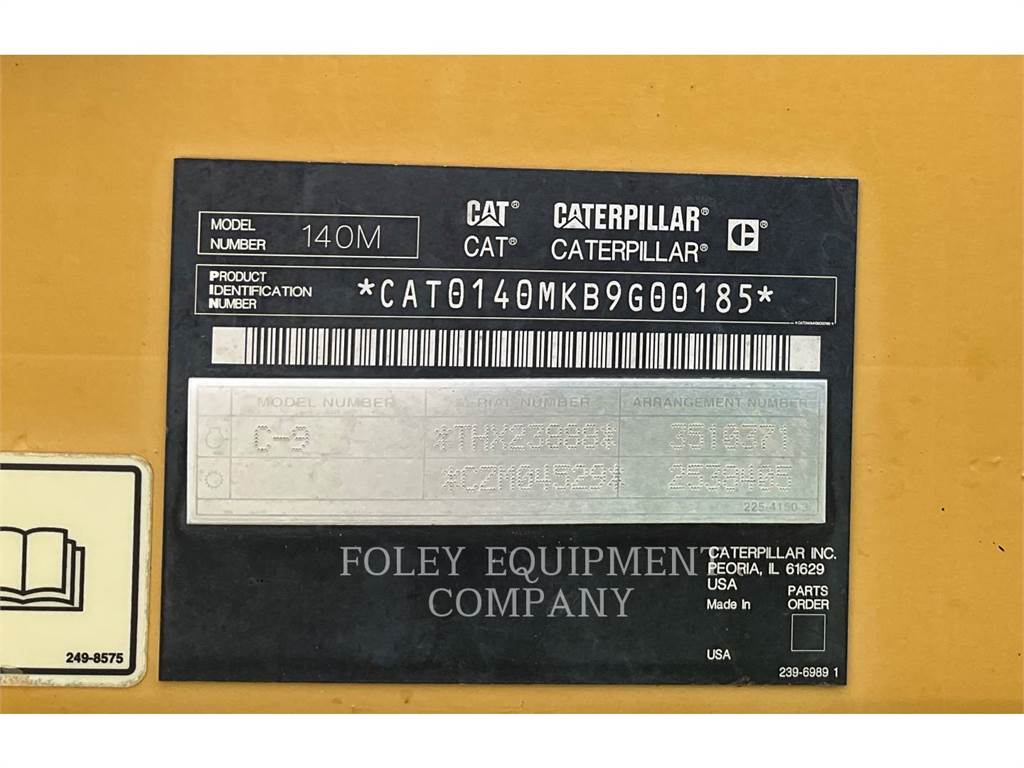 CAT® CATERPILLAR®
MODEL NUMBER 140M
CAT® CATERPILLAR®
PRODUCT IDENTIFICATION NUMBER *CAT0140MKB9G00185*
MODEL NUMBER SERIAL NUMBER ARRANGEMENT NUMBER
C-9 *THX23888* 3510371
*CZM04529* 2538405
225-4150 3
FOLEY EQUIPMENT
COMPANY
CATERPILLAR INC.
PEORIA, IL 61629
USA
Made In
PARTS
ORDER
USA
239-6989 1
249-8575